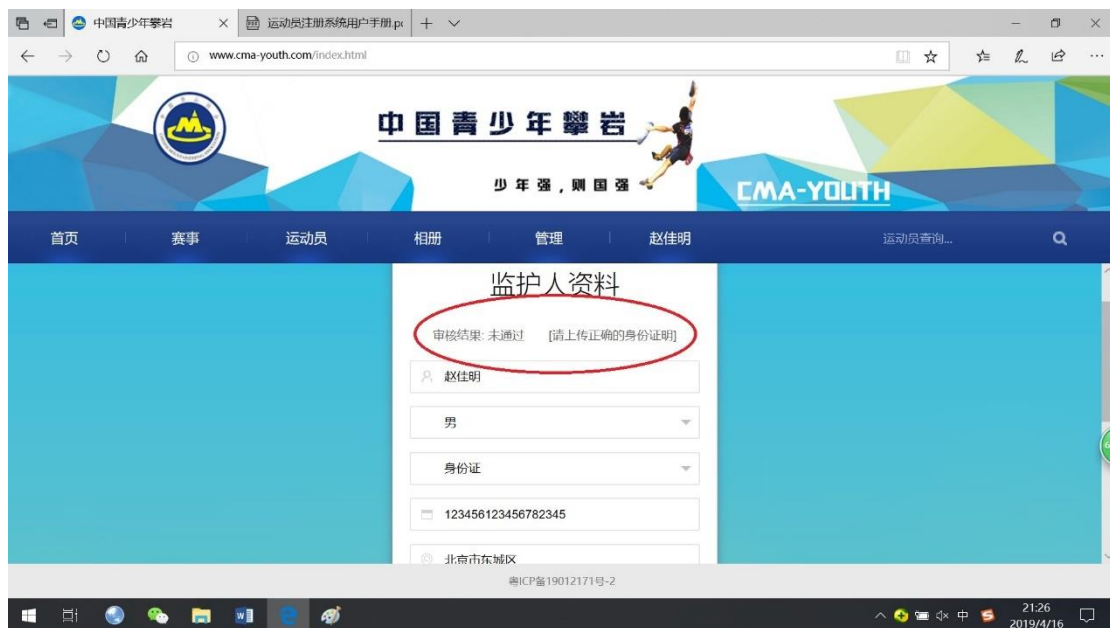 中国青少年攀岩
运动员注册系统用户手册.pc
www.cma-youth.com/index.html
中国青少年攀岩
少年强,则国强
CMA-YOUTH
首页 赛事 运动员 相册 管理 赵佳明 运动员查询...
监护人资料
审核结果: 未通过 [请上传正确的身份证明]
赵佳明
男
身份证
123456123456782345
北京市东城区
粤ICP备19012171号-2
中
21:26
2019/4/16